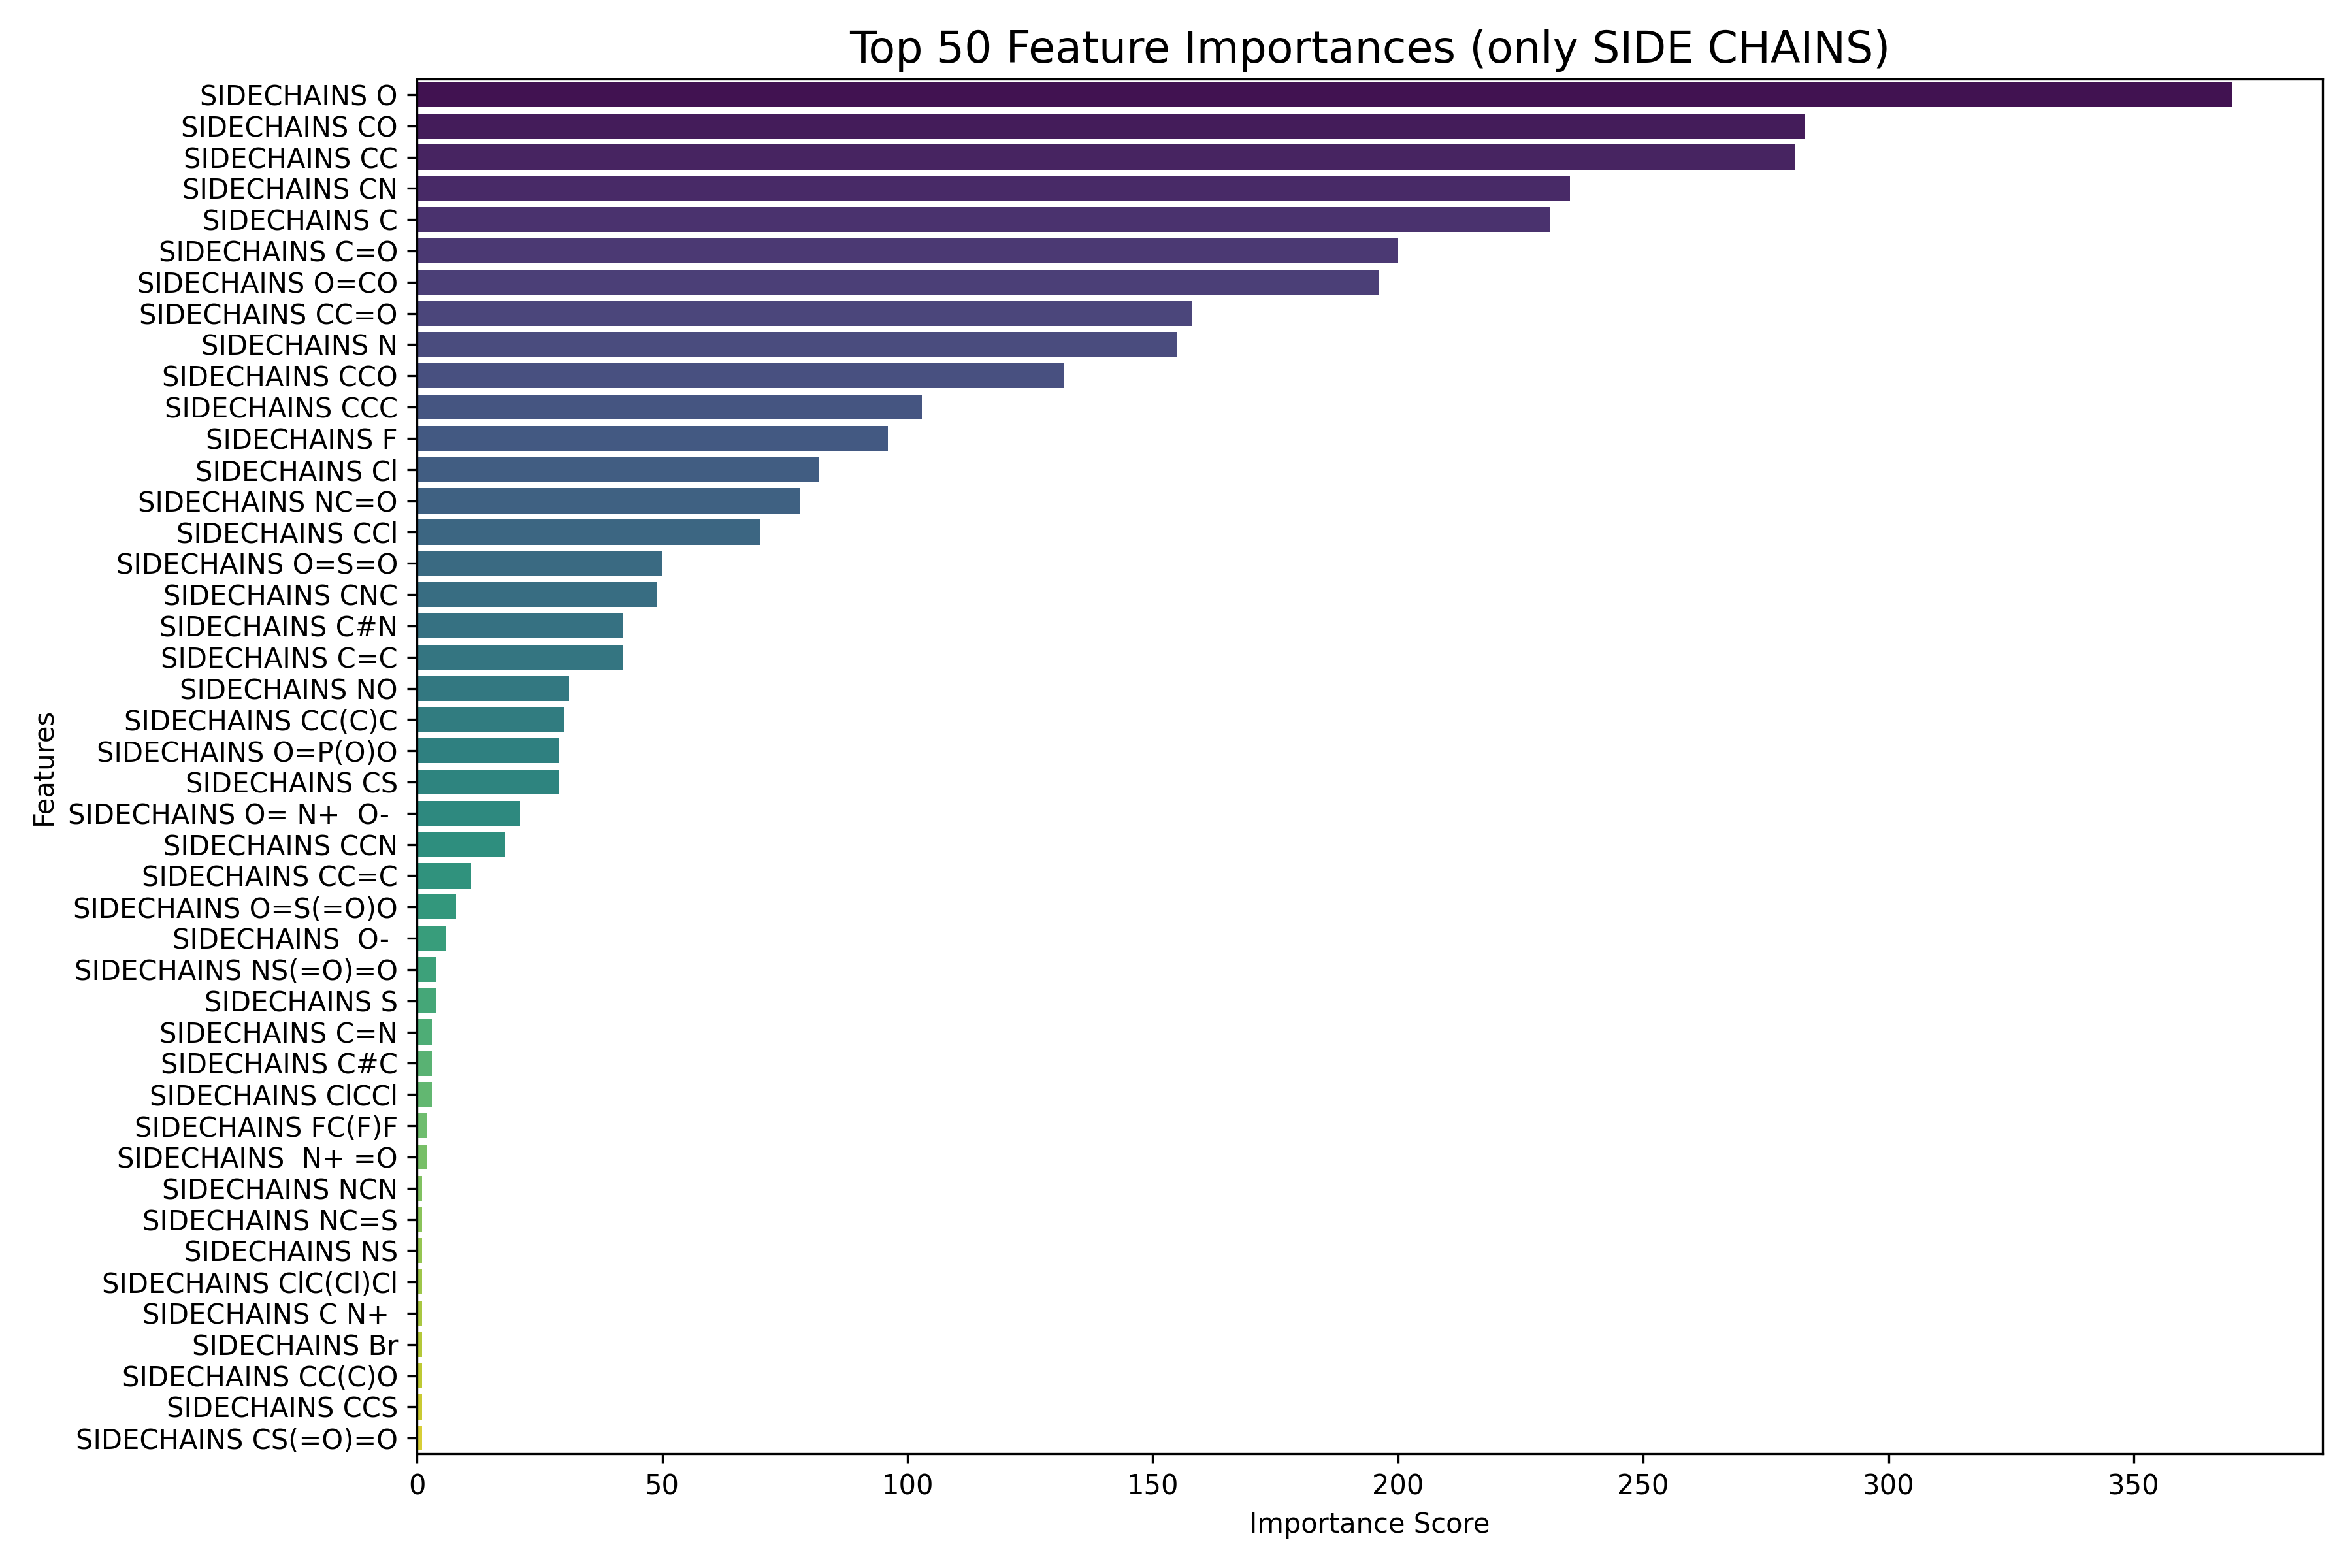 Top 50 Feature Importances (only SIDE CHAINS)
SIDECHAINS O
SIDECHAINS CO
SIDECHAINS CC
SIDECHAINS CN
SIDECHAINS C
SIDECHAINS C=O
SIDECHAINS O=CO
SIDECHAINS CC=O
SIDECHAINS N
SIDECHAINS CCO
SIDECHAINS CCC
SIDECHAINS F
SIDECHAINS Cl
SIDECHAINS NC=O
SIDECHAINS CCl
SIDECHAINS O=S=O
SIDECHAINS CNC
SIDECHAINS C#N
SIDECHAINS C=C
SIDECHAINS NO
SIDECHAINS CC(C)C
SIDECHAINS O=P(O)O
SIDECHAINS CS
SIDECHAINS O= N+  O-
SIDECHAINS CCN
SIDECHAINS CC=C
SIDECHAINS O=S(=O)O
SIDECHAINS  O-
SIDECHAINS NS(=O)=O
SIDECHAINS S
SIDECHAINS C=N
SIDECHAINS C#C
SIDECHAINS ClCCl
SIDECHAINS FC(F)F
SIDECHAINS  N+ =O
SIDECHAINS NCN
SIDECHAINS NC=S
SIDECHAINS NS
SIDECHAINS ClC(Cl)Cl
SIDECHAINS C N+
SIDECHAINS Br
SIDECHAINS CC(C)O
SIDECHAINS CCS
SIDECHAINS CS(=O)=O
Features
0 50 100 150 200 250 300 350
Importance Score